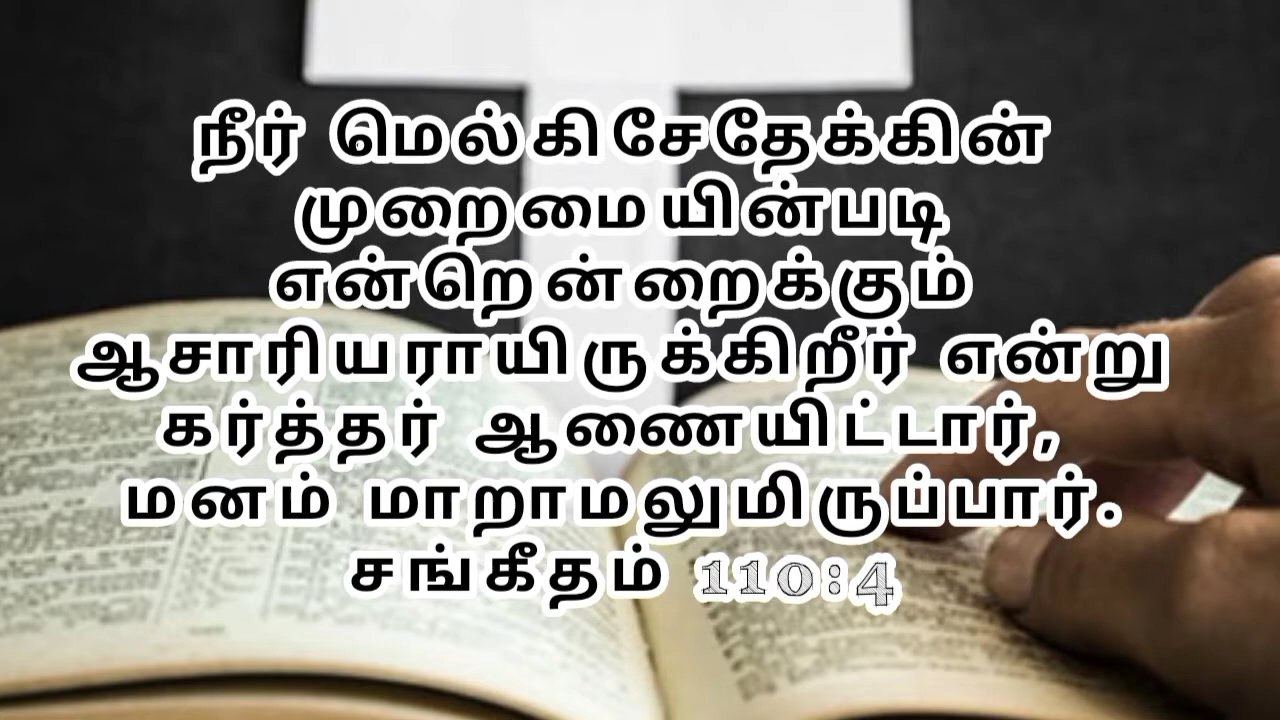 நீர் மெல்கிசேதேக்கின்
முறைமையின்படி
என்றென்றைக்கும்
ஆசாரியராயிருக்கிறீர் என்று
கர்த்தர் ஆணையிட்டார்,
மனம் மாறாமலுமிருப்பார்.
சங்கீதம் 110:4